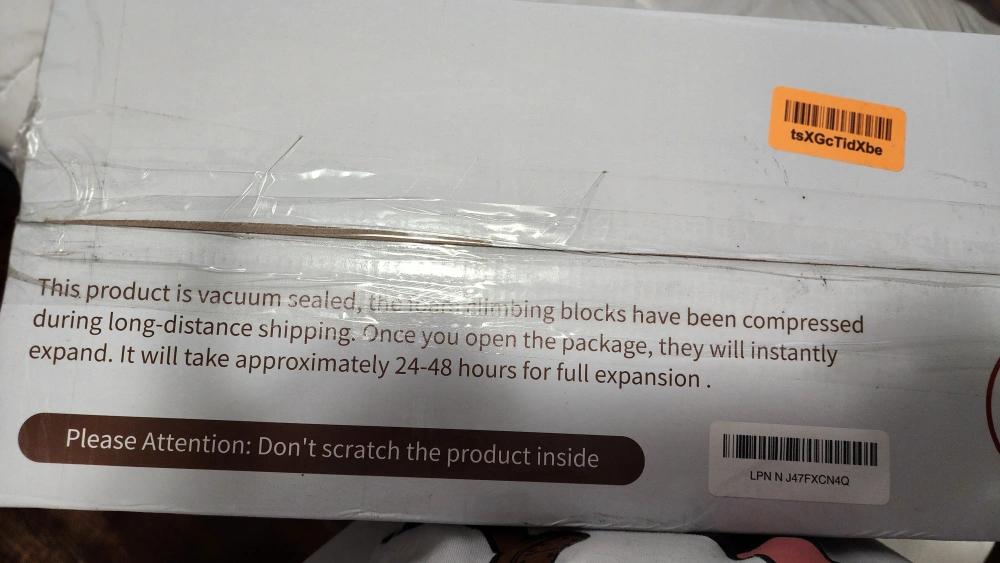 tsXGcTidXbe
This product is vacuum sealed, the foam climbing blocks have been compressed
during long-distance shipping. Once you open the package, they will instantly
expand. It will take approximately 24-48 hours for full expansion .
Please Attention: Don't scratch the product inside
LPN N J47FXCN4Q